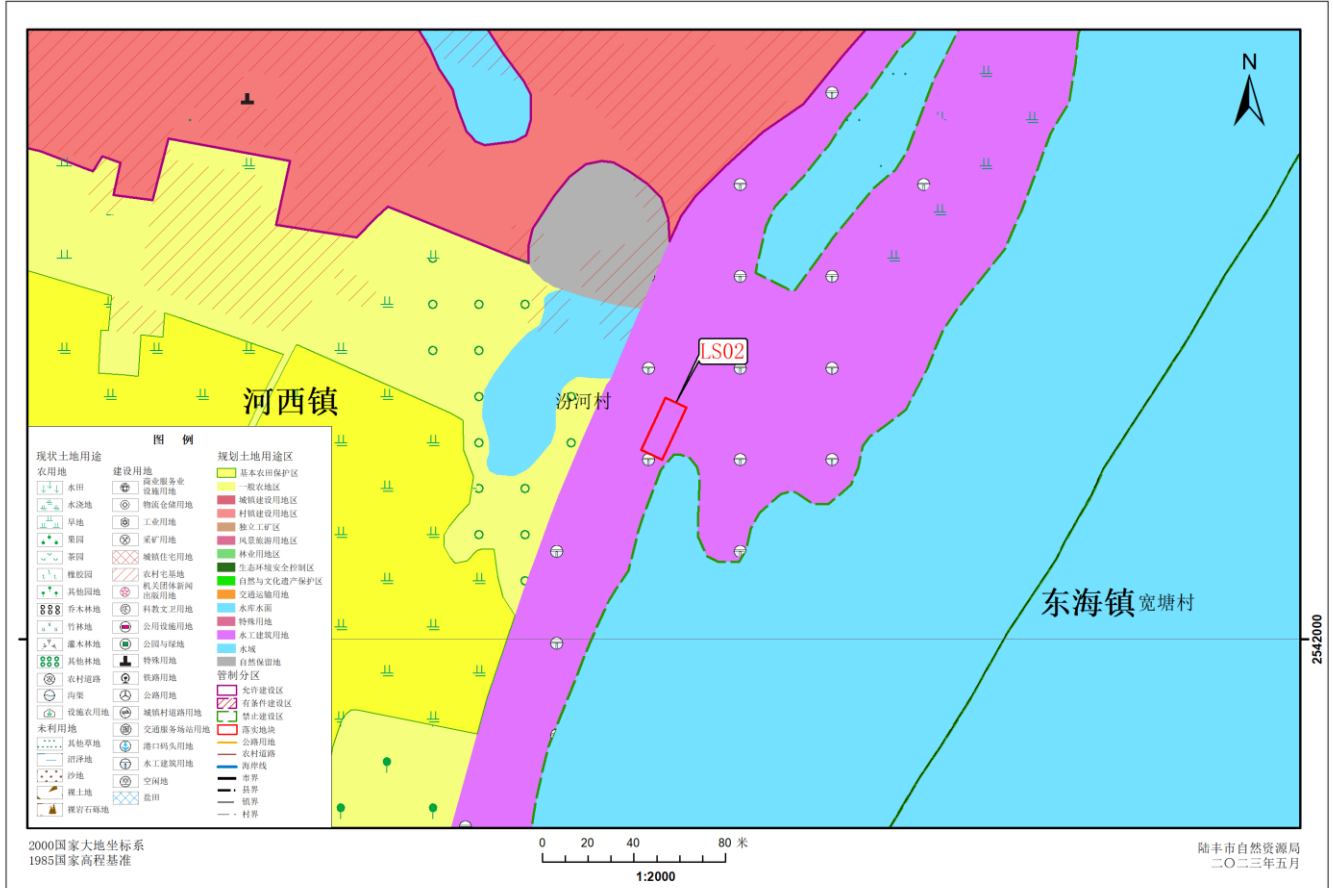 N
LS02
汾河村
河西镇
东海镇 宽塘村
2542000
图 例
现状土地用途
农用地
水田
水浇地
旱地
果园
茶园
橡胶园
其他园地
乔木林地
竹林地
灌木林地
其他林地
农村道路
沟渠
设施农用地
未利用地
其他草地
沼泽地
沙地
裸土地
裸岩石砾地
建设用地
商业服务业
设施用地
物流仓储用地
工业用地
采矿用地
城镇住宅用地
农村宅基地
机关团体新闻
出版用地
科教文卫用地
公用设施用地
公园与绿地
特殊用地
铁路用地
公路用地
城镇村道路用地
交通服务场站用地
港口码头用地
水工建筑用地
空闲地
盐田
规划土地用途区
基本农田保护区
一般农地区
城镇建设用地区
村镇建设用地区
独立工矿区
风景旅游用地区
林业用地区
生态环境安全控制区
自然与文化遗产保护区
交通运输用地
水库水面
特殊用地
水工建筑用地
水域
自然保留地
管制分区
允许建设区
有条件建设区
禁止建设区
落实地块
公路用地
农村道路
海岸线
市界
县界
镇界
村界
2000国家大地坐标系
1985国家高程基准
0 20 40 80 米
1:2000
陆丰市自然资源局
二〇二三年五月